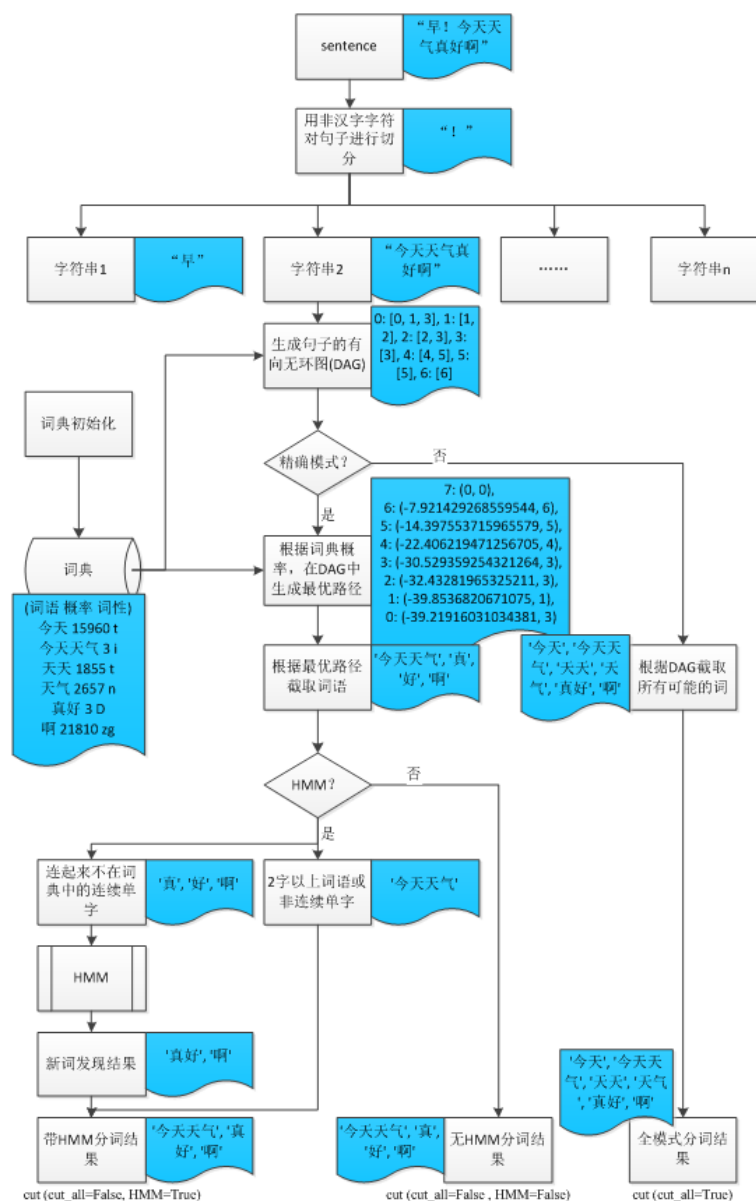 sentence
“早！今天天
气真好啊”
用非汉字字符
对句子进行切
分
“！”
字符串1
“早”
字符串2
“今天天气真
好啊”
……
字符串n
生成句子的有
向无环图(DAG)
0: [0, 1, 3], 1: [1,
2], 2: [2, 3], 3:
[3], 4: [4, 5], 5:
[5], 6: [6]
词典初始化
精确模式？
否
是
词典
(词语 概率 词性)
今天 15960 t
今天天气 3 i
天天 1855 t
天气 2657 n
真好 3 D
啊 21810 zg
根据词典概
率，在DAG中
生成最优路径
7: (0, 0),
6: (-7.921429268559544, 6),
5: (-14.397553715965579, 5),
4: (-22.406219471256705, 4),
3: (-30.529359254321264, 3),
2: (-32.43281965325211, 3),
1: (-39.8536820671075, 1),
0: (-39.21916031034381, 3)
根据最优路径
截取词语
'今天天气', '真',
'好', '啊'
'今天', '今天天
气', '天天', '天
气', '真好', '啊'
根据DAG截取
所有可能的词
HMM？
否
是
连起来不在词
典中的连续单
字
'真', '好', '啊'
2字以上词语或
非连续单字
'今天天气'
HMM
新词发现结果
'真好', '啊'
带HMM分词结
果
'今天天气', '真
好', '啊'
'今天天气', '真',
'好', '啊'
无HMM分词结
果
'今天', '今天天
气', '天天', '天气'
, '真好', '啊'
全模式分词结
果
cut (cut_all=False, HMM=True)
cut (cut_all=False , HMM=False)
cut (cut_all=True)